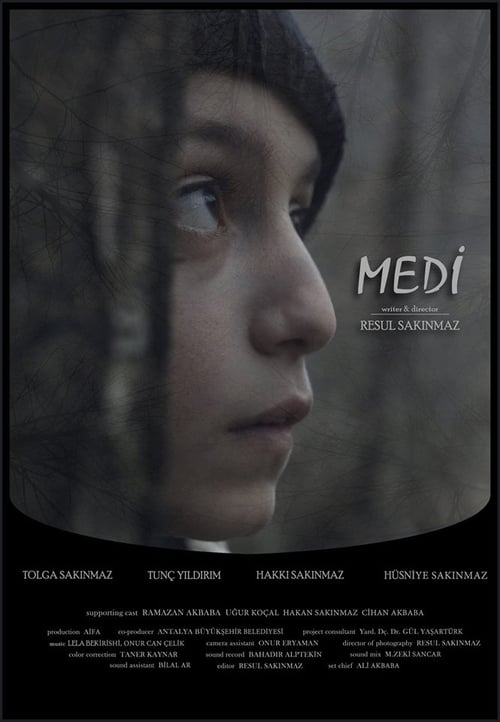 MEDİ
writer & director
RESUL SAKINMAZ
TOLGA SAKINMAZ TUNÇ YILDIRIM HAKKI SAKINMAZ HÜSNİYE SAKINMAZ
supporting cast RAMAZAN AKBABA UĞUR KOÇAL HAKAN SAKINMAZ CİHAN AKBABA
production AİFA co-producer ANTALYA BÜYÜKŞEHİR BELEDİYESİ project consultant Yard. Dç. Dr. GÜL YAŞARTÜRK
music LELA BEKIRISHI, ONUR CAN ÇELİK camera assistant ONUR ERYAMAN director of photography RESUL SAKINMAZ
color correction TANER KAYNAR sound record BAHADIR ALPTEKİN sound mix M.ZEKİ SANCAR
sound assistant BİLAL AR editor RESUL SAKINMAZ set chief ALİ AKBABA